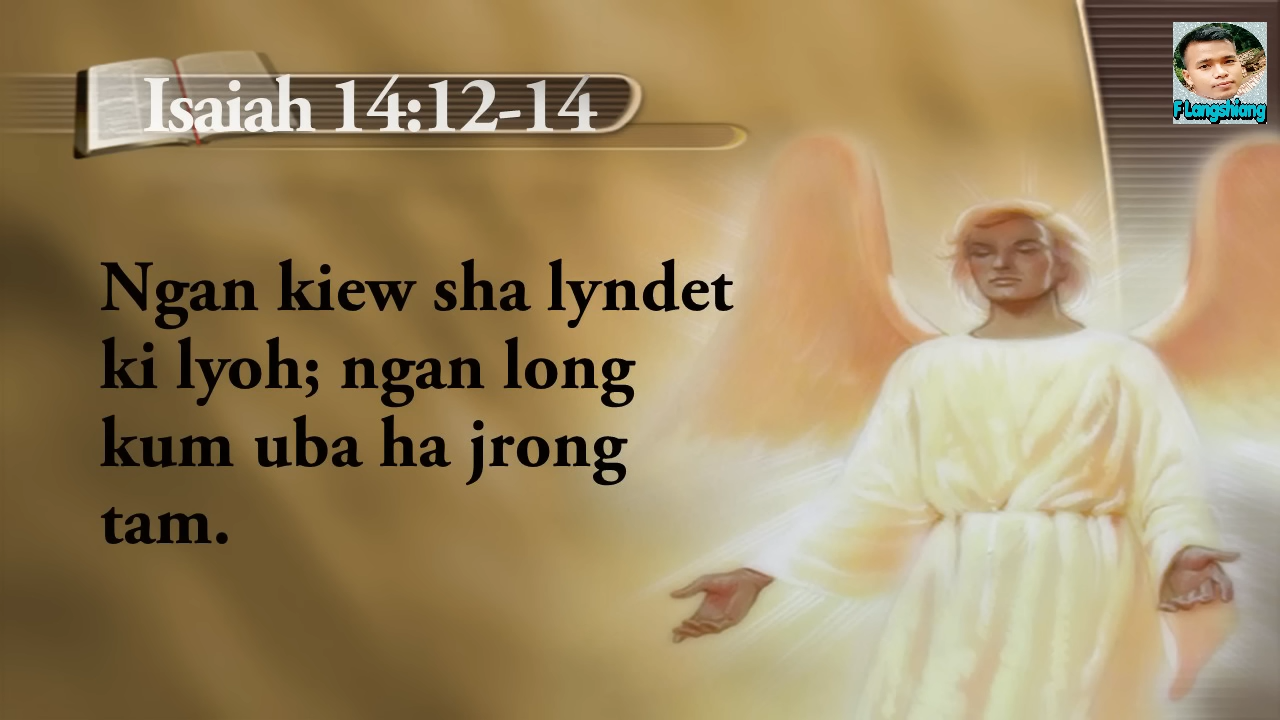 Isaiah 14:12-14
F Langshiang
Ngan kiew sha lyndet
ki lyoh; ngan long
kum uba ha jrong
tam.